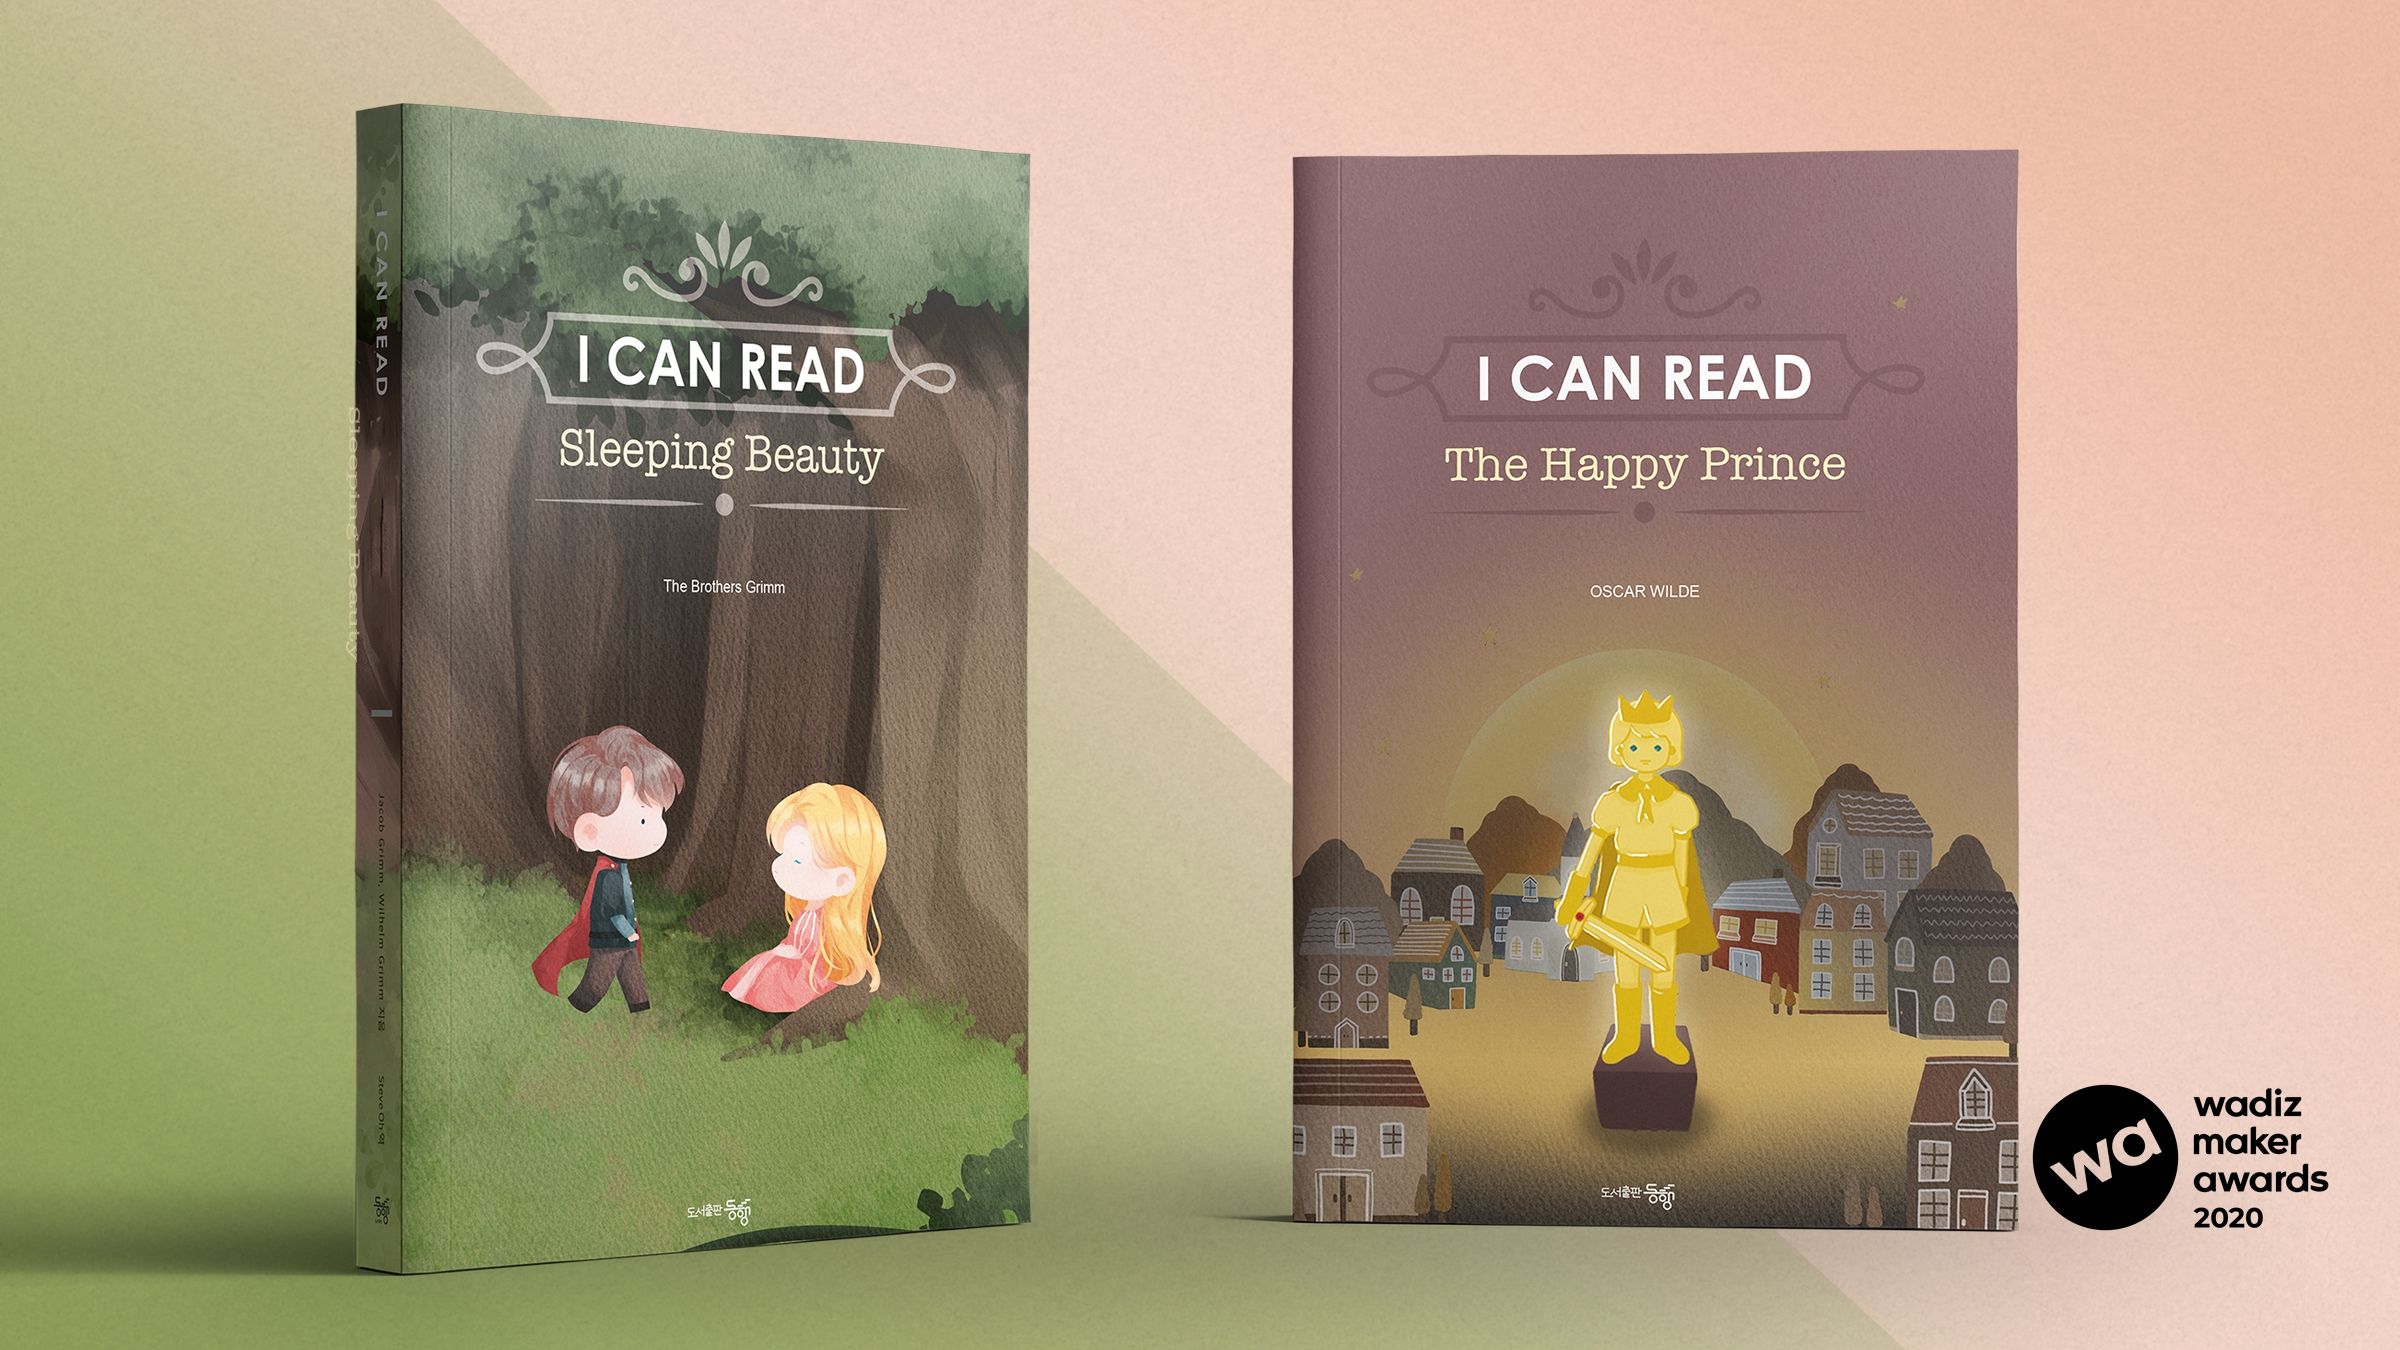 I CAN READ
Sleeping Beauty
Jacob Grimm, Wilhelm Grimm 지음
Steve Oh 역
I CAN READ
Sleeping Beauty
The Brothers Grimm
도서출판 동행
I CAN READ
The Happy Prince
OSCAR WILDE
도서출판 동행
wa
wadiz
maker
awards
2020